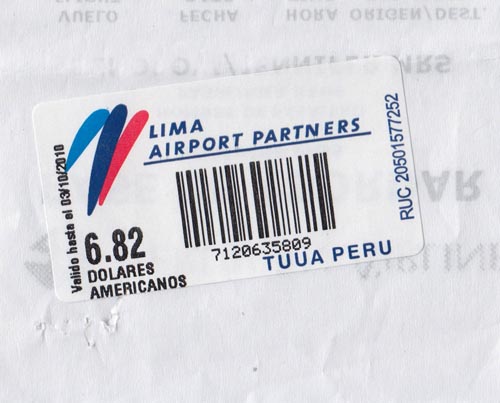 VUELO
FECHA
HORA ORIGEN/DEST.
LIMA
AIRPORT PARTNERS
7120635809
TUUA PERU
RUC 20501577252
Valido hasta el 03/10/2010
6.82
DOLARES
AMERICANOS